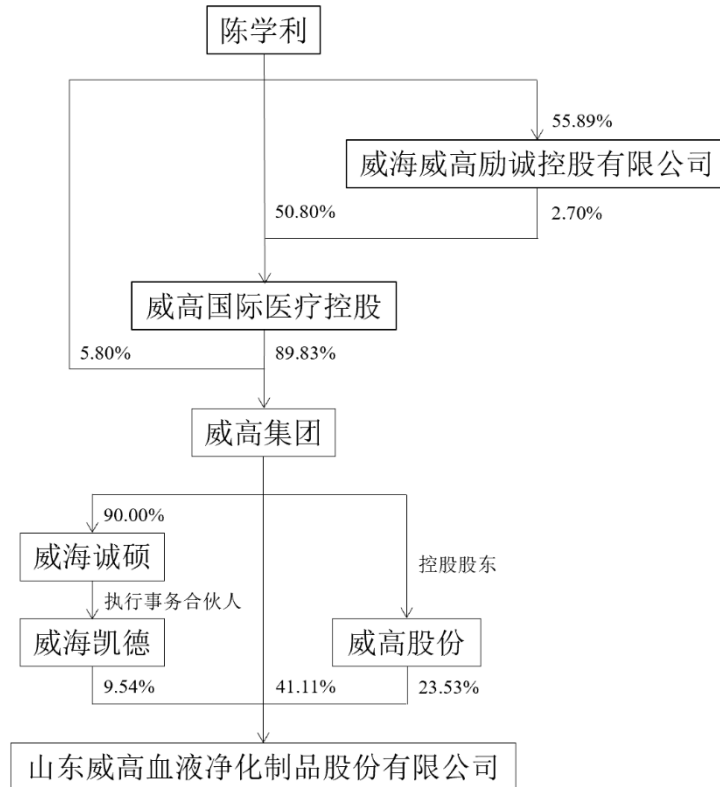 陈学利
55.89%
威海威高励诚控股有限公司
50.80%
2.70%
威高国际医疗控股
5.80%
89.83%
威高集团
90.00%
威海诚硕
控股股东
执行事务合伙人
威海凯德
威高股份
9.54%
41.11%
23.53%
山东威高血液净化制品股份有限公司